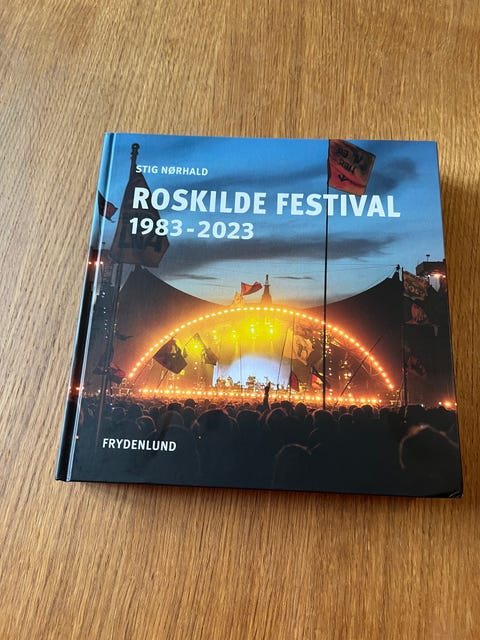 STIG NØRHALD
ROSKILDE FESTIVAL
1983-2023
FRYDENLUND